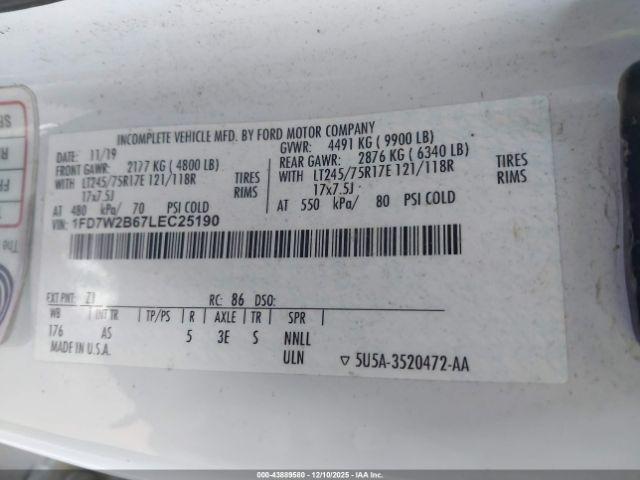 INCOMPLETE VEHICLE MFD. BY FORD MOTOR COMPANY
DATE: 11/19 GVWR: 4491 KG ( 9900 LB)
FRONT GAWR: 2177 KG ( 4800 LB) REAR GAWR: 2876 KG ( 6340 LB)
WITH LT245/75R17E 121/118R TIRES WITH LT245/75R17E 121/118R TIRES
17x7.5J RIMS 17x7.5J RIMS
AT 480 kPa/ 70 PSI COLD AT 550 kPa/ 80 PSI COLD
VIN: 1FD7W2B67LEC25190
EXT PNT: Z1 RC: 86 DSO:
WB INT TR TP/PS R AXLE TR SPR
176 AS 5 3E S NNLL
MADE IN U.S.A. ULN ▽ 5U5A-3520472-AA
The
000-43889580 - 12/10/2025 - IAA Inc.